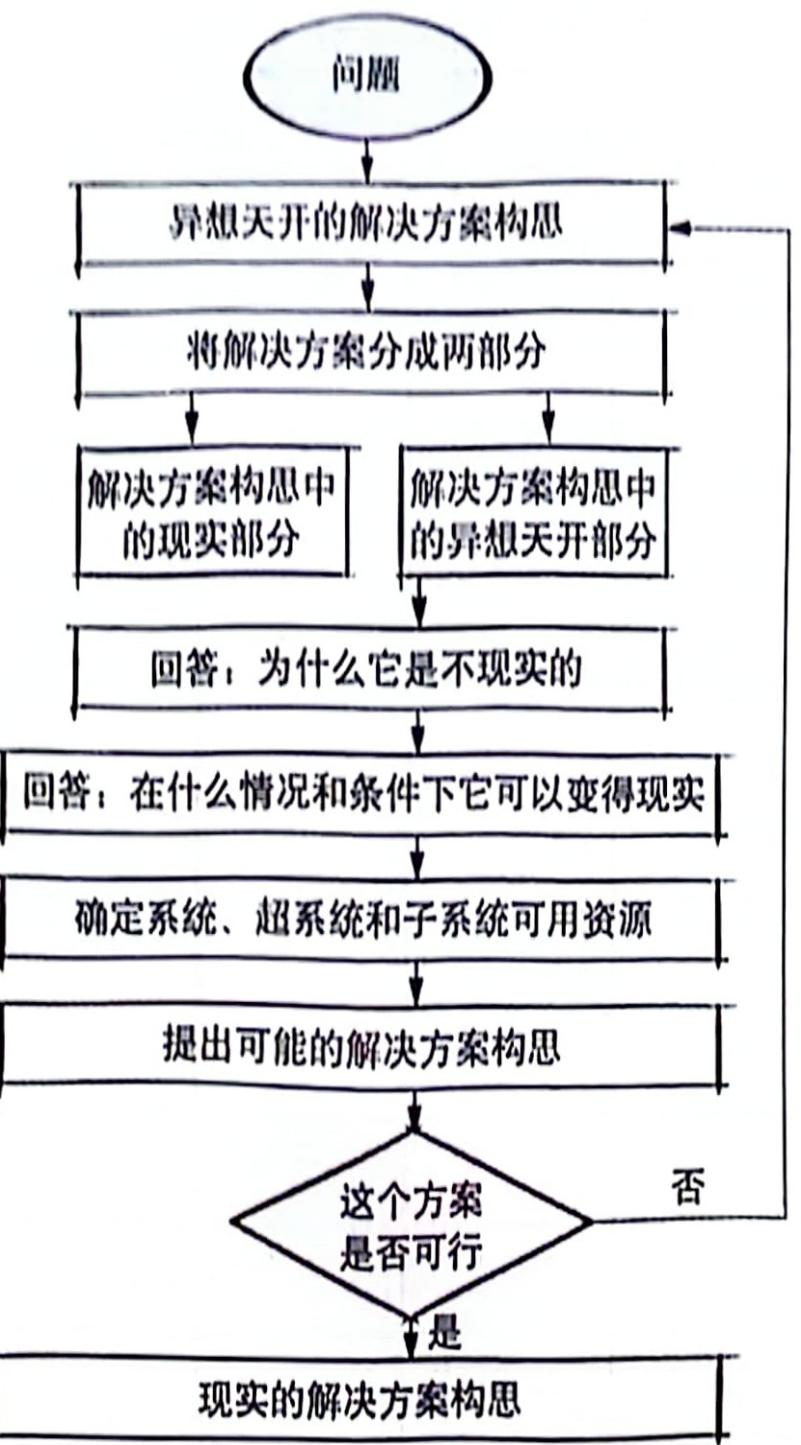 问题
异想天开的解决方案构思
将解决方案分成两部分
解决方案构思中
的现实部分
解决方案构思中
的异想天开部分
回答：为什么它是不现实的
回答：在什么情况和条件下它可以变得现实
确定系统、超系统和子系统可用资源
提出可能的解决方案构思
这个方案
是否可行
否
是
现实的解决方案构思